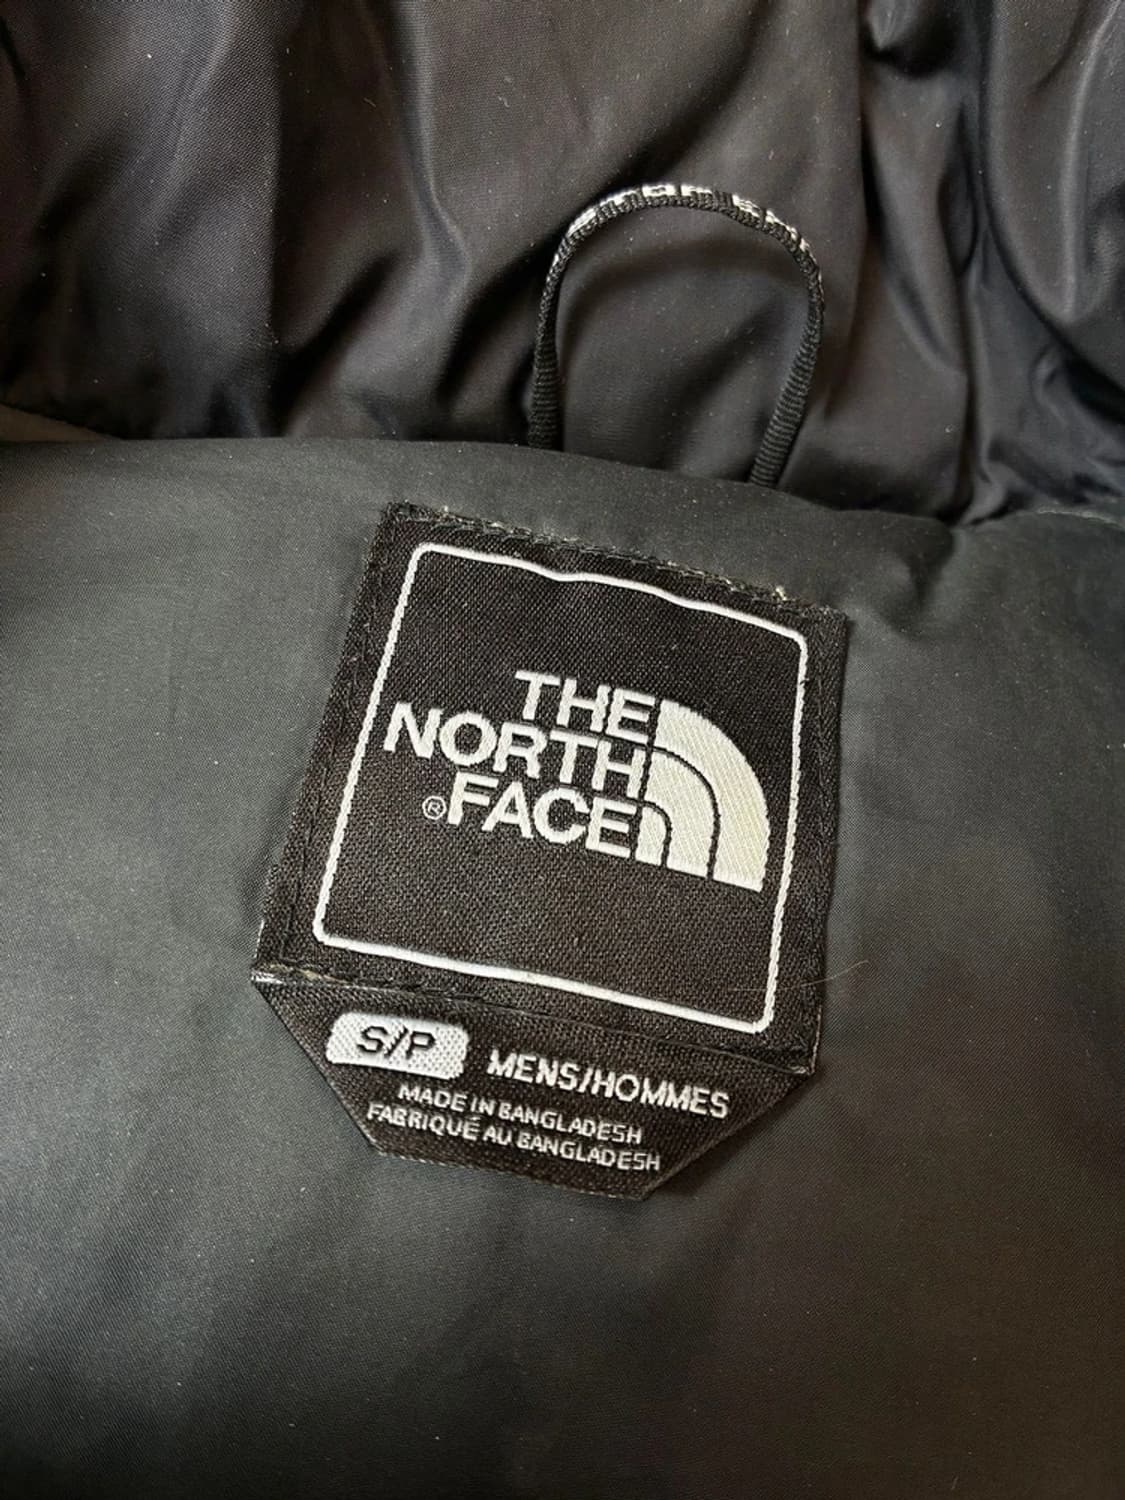 THE
NORTH
®FACE
S/P MENS/HOMMES
MADE IN BANGLADESH
FABRIQUÉ AU BANGLADESH